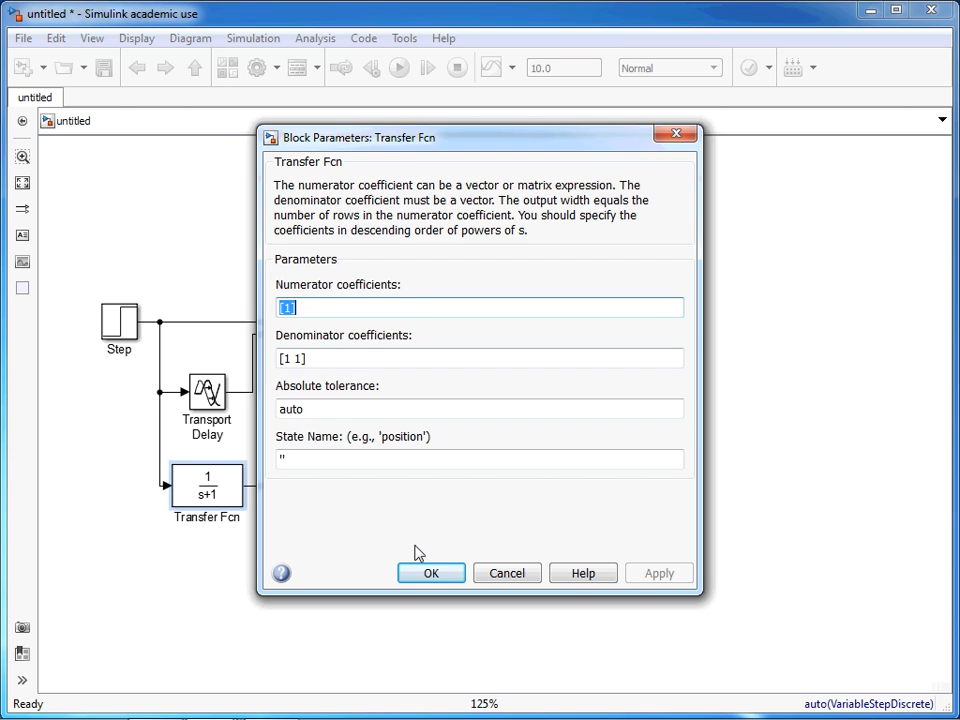 untitled * - Simulink academic use
File Edit View Display Diagram Simulation Analysis Code Tools Help
10.0 Normal
untitled
untitled
Block Parameters: Transfer Fcn
Transfer Fcn
The numerator coefficient can be a vector or matrix expression. The
denominator coefficient must be a vector. The output width equals the
number of rows in the numerator coefficient. You should specify the
coefficients in descending order of powers of s.
Parameters
Numerator coefficients:
[1]
Denominator coefficients:
[1 1]
Absolute tolerance:
auto
State Name: (e.g., 'position')
''
OK Cancel Help Apply
Step
Transport
Delay
1
s+1
Transfer Fcn
Ready 125% auto(VariableStepDiscrete)